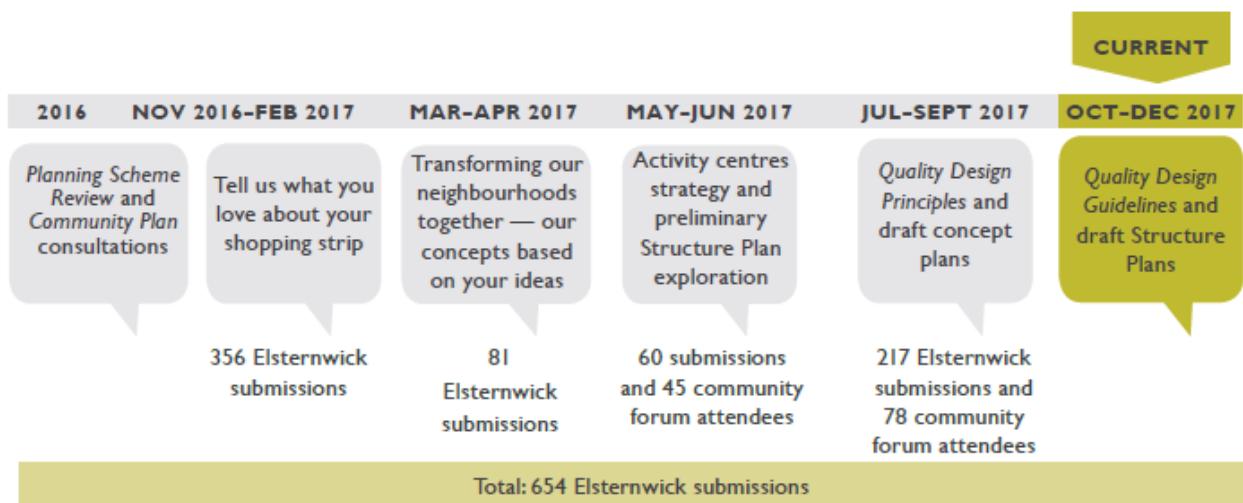 CURRENT
2016
NOV 2016–FEB 2017
MAR–APR 2017
MAY–JUN 2017
JUL–SEPT 2017
OCT–DEC 2017
Planning Scheme
Review and
Community Plan
consultations
Tell us what you
love about your
shopping strip
Transforming our
neighbourhoods
together — our
concepts based
on your ideas
Activity centres
strategy and
preliminary
Structure Plan
exploration
Quality Design
Principles and
draft concept
plans
Quality Design
Guidelines and
draft Structure
Plans
356 Elsternwick
submissions
81
Elsternwick
submissions
60 submissions
and 45 community
forum attendees
217 Elsternwick
submissions and
78 community
forum attendees
Total: 654 Elsternwick submissions